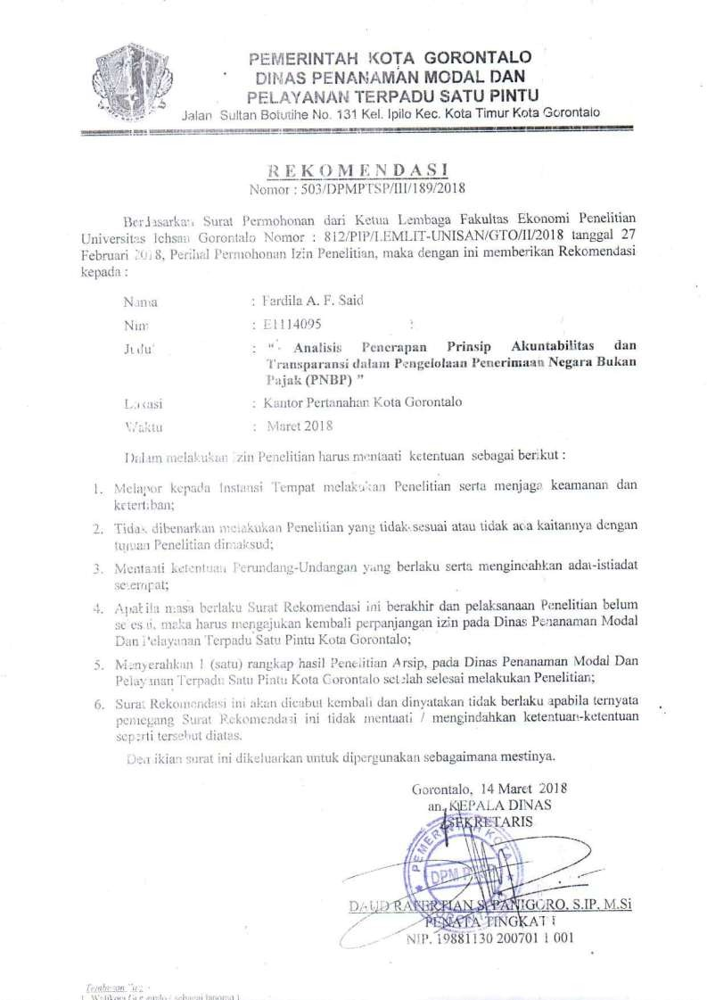 PEMERINTAH KOTA GORONTALO
DINAS PENANAMAN MODAL DAN
PELAYANAN TERPADU SATU PINTU
Jalan Sultan Botutihe No. 131 Kel. Ipilo Kec. Kota Timur Kota Gorontalo
REKOMENDASI
Nomor : 503/DPMPTSP/III/189/2018
Berdasarkan Surat Permohonan dari Ketua Lembaga Fakultas Ekonomi Penelitian
Universitas Ichsan Gorontalo Nomor : 812/PIP/LEMLIT-UNISAN/GTO/II/2018 tanggal 27
Februari 2018, Perihal Permohonan Izin Penelitian, maka dengan ini memberikan Rekomendasi
kepada :
Nama : Fardila A. F. Said
Nim : E1114095
Judul : " Analisis Penerapan Prinsip Akuntabilitas dan
Transparansi dalam Pengelolaan Penerimaan Negara Bukan
Pajak (PNBP) "
Lokasi : Kantor Pertanahan Kota Gorontalo
Waktu : Maret 2018
Dalam melakukan izin Penelitian harus mentaati ketentuan sebagai berikut :
1. Melapor kepada Instansi Tempat melakukan Penelitian serta menjaga keamanan dan
ketertiban;
2. Tidak dibenarkan melakukan Penelitian yang tidak sesuai atau tidak ada kaitannya dengan
tujuan Penelitian dimaksud;
3. Mentaati ketentuan Perundang-Undangan yang berlaku serta mengindahkan adat-istiadat
setempat;
4. Apabila masa berlaku Surat Rekomendasi ini berakhir dan pelaksanaan Penelitian belum
selesai, maka harus mengajukan kembali perpanjangan izin pada Dinas Penanaman Modal
Dan Pelayanan Terpadu Satu Pintu Kota Gorontalo;
5. Menyerahkan 1 (satu) rangkap hasil Penelitian Arsip, pada Dinas Penanaman Modal Dan
Pelayanan Terpadu Satu Pintu Kota Gorontalo setelah selesai melakukan Penelitian;
6. Surat Rekomendasi ini akan dicabut kembali dan dinyatakan tidak berlaku apabila ternyata
pemegang Surat Rekomendasi ini tidak mentaati / mengindahkan ketentuan-ketentuan
seperti tersebut diatas.
Demikian surat ini dikeluarkan untuk dipergunakan sebagaimana mestinya.
Gorontalo, 14 Maret 2018
an. KEPALA DINAS
SEKRETARIS
PEMERINTAH KOTA
DPM PTSP
DAUD PANIGORO, S.IP, M.Si
PENATA TINGKAT I
NIP. 19881130 200701 1 001
Tembusan
1. Walikota Gorontalo ( sebagai laporan )